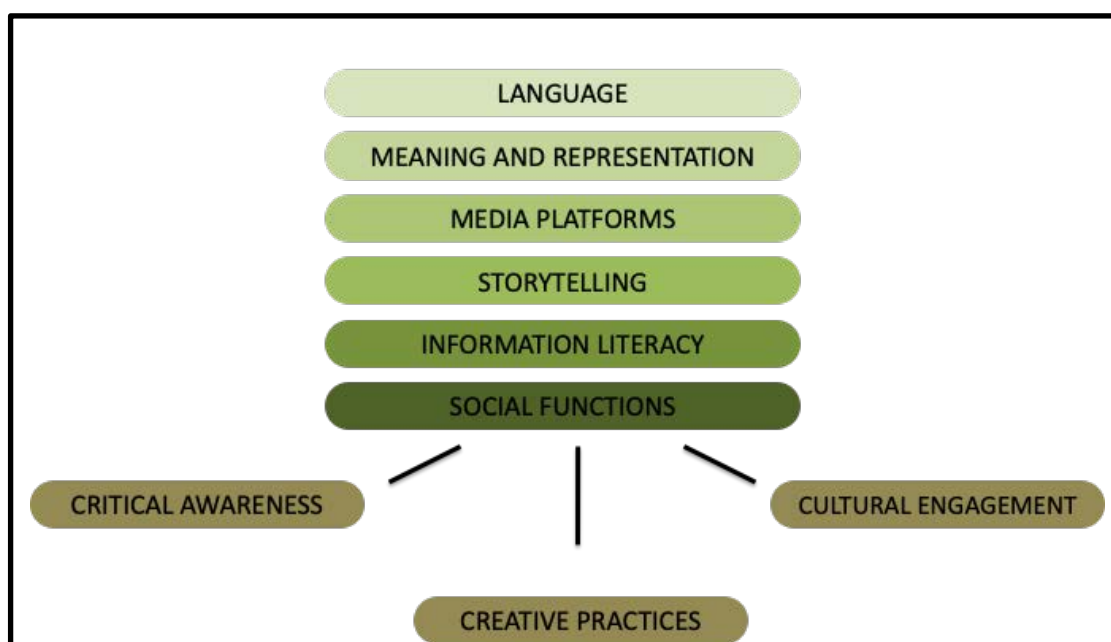 LANGUAGE
MEANING AND REPRESENTATION
MEDIA PLATFORMS
STORYTELLING
INFORMATION LITERACY
SOCIAL FUNCTIONS
CRITICAL AWARENESS
CULTURAL ENGAGEMENT
CREATIVE PRACTICES